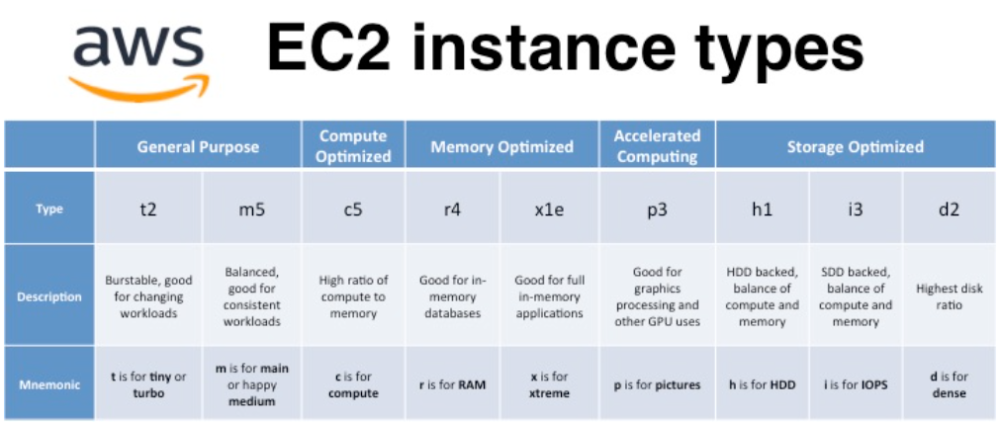 aws EC2 instance types
General Purpose
Compute
Optimized
Memory Optimized
Accelerated
Computing
Storage Optimized
Type
t2
m5
c5
r4
x1e
p3
h1
i3
d2
Description
Burstable, good
for changing
workloads
Balanced,
good for
consistent
workloads
High ratio of
compute to
memory
Good for in-
memory
databases
Good for full
in-memory
applications
Good for
graphics
processing and
other GPU uses
HDD backed,
balance of
compute and
memory
SDD backed,
balance of
compute and
memory
Highest disk
ratio
Mnemonic
t is for tiny or
turbo
m is for main
or happy
medium
c is for
compute
r is for RAM
x is for
xtreme
p is for pictures
h is for HDD
i is for IOPS
d is for
dense